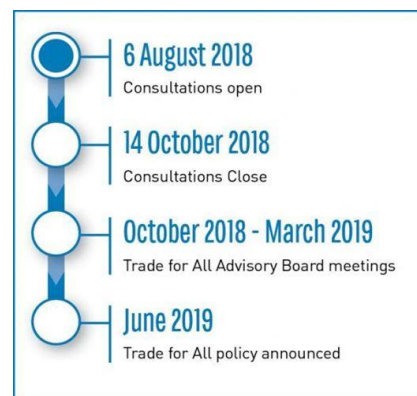 6 August 2018
Consultations open
14 October 2018
Consultations Close
October 2018 - March 2019
Trade for All Advisory Board meetings
June 2019
Trade for All policy announced